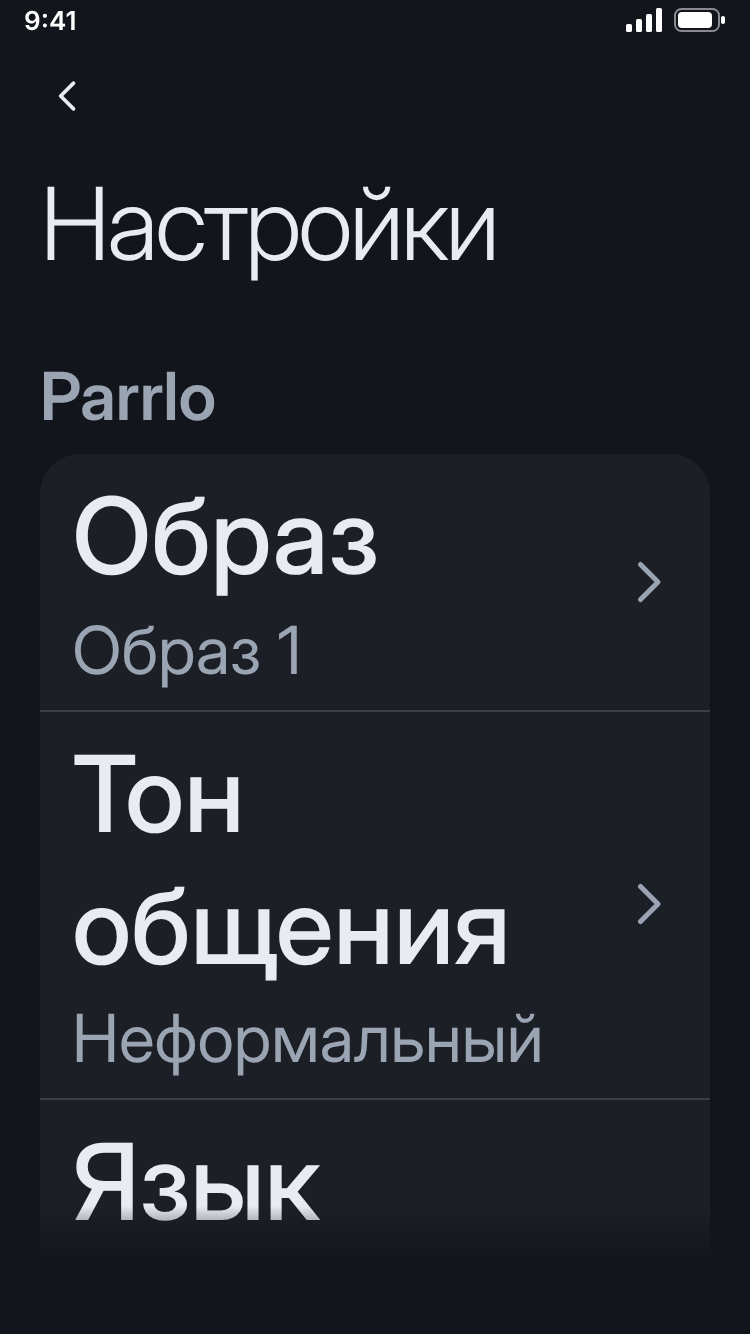 9:41
Настройки
Parrlo
Образ
Образ 1
Тон
общения
Неформальный
Язык